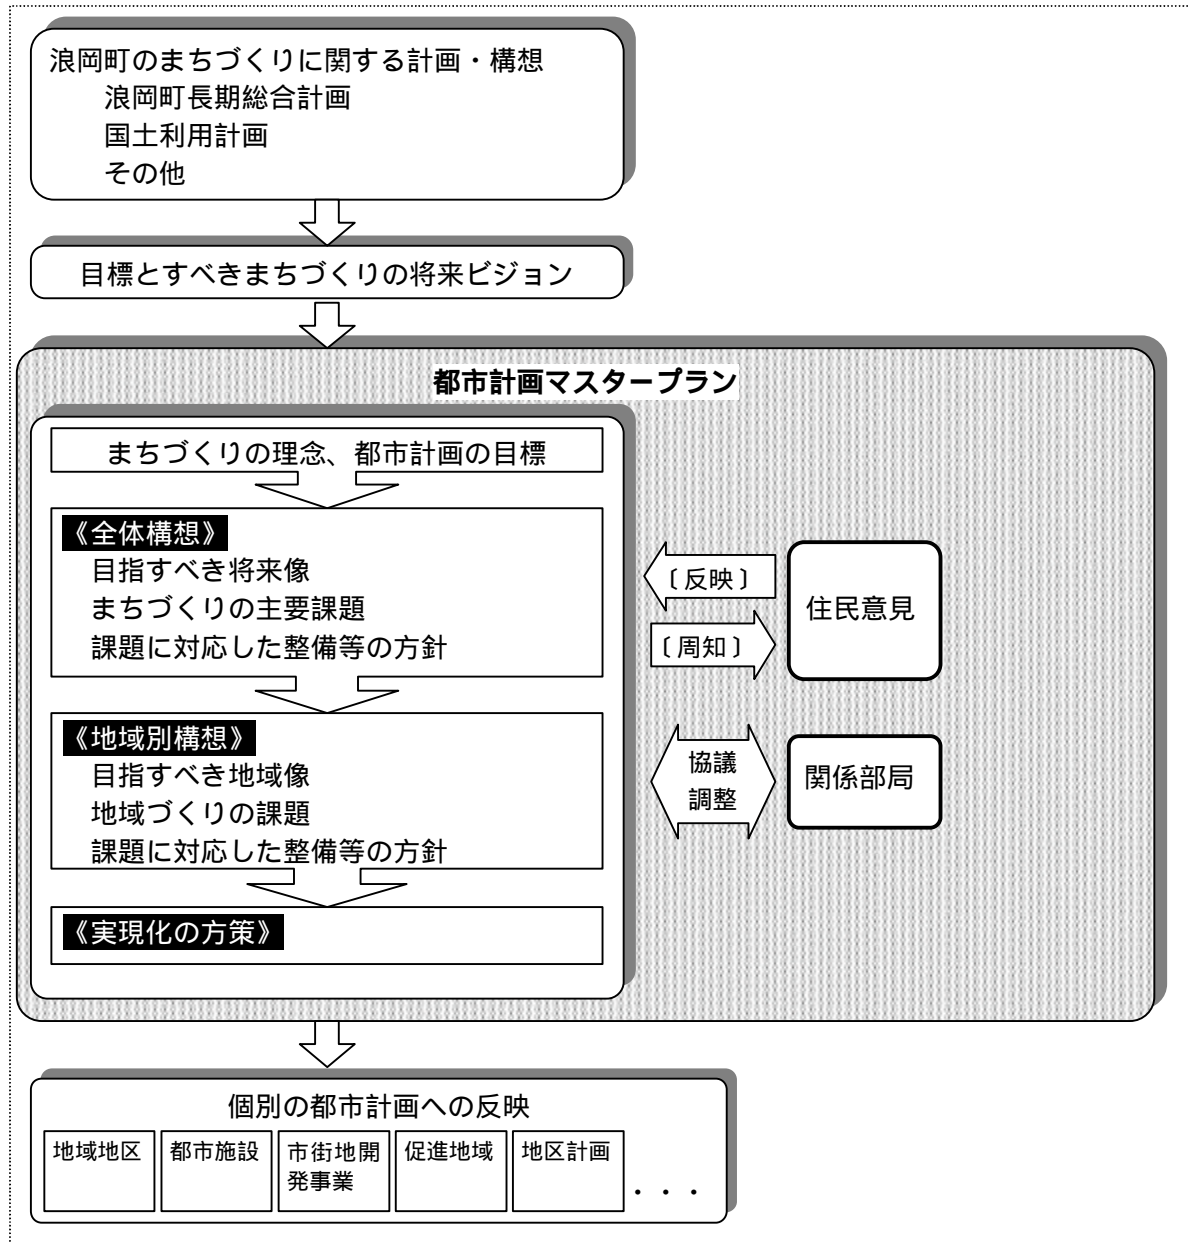 浪岡町のまちづくりに関する計画・構想
浪岡町長期総合計画
国土利用計画
その他
目標とすべきまちづくりの将来ビジョン
都市計画マスタープラン
まちづくりの理念、都市計画の目標
《全体構想》
目指すべき将来像
まちづくりの主要課題
課題に対応した整備等の方針
〔反映〕
〔周知〕
住民意見
《地域別構想》
目指すべき地域像
地域づくりの課題
課題に対応した整備等の方針
協議
調整
関係部局
《実現化の方策》
個別の都市計画への反映
地域地区
都市施設
市街地開
発事業
促進地域
地区計画
・・・